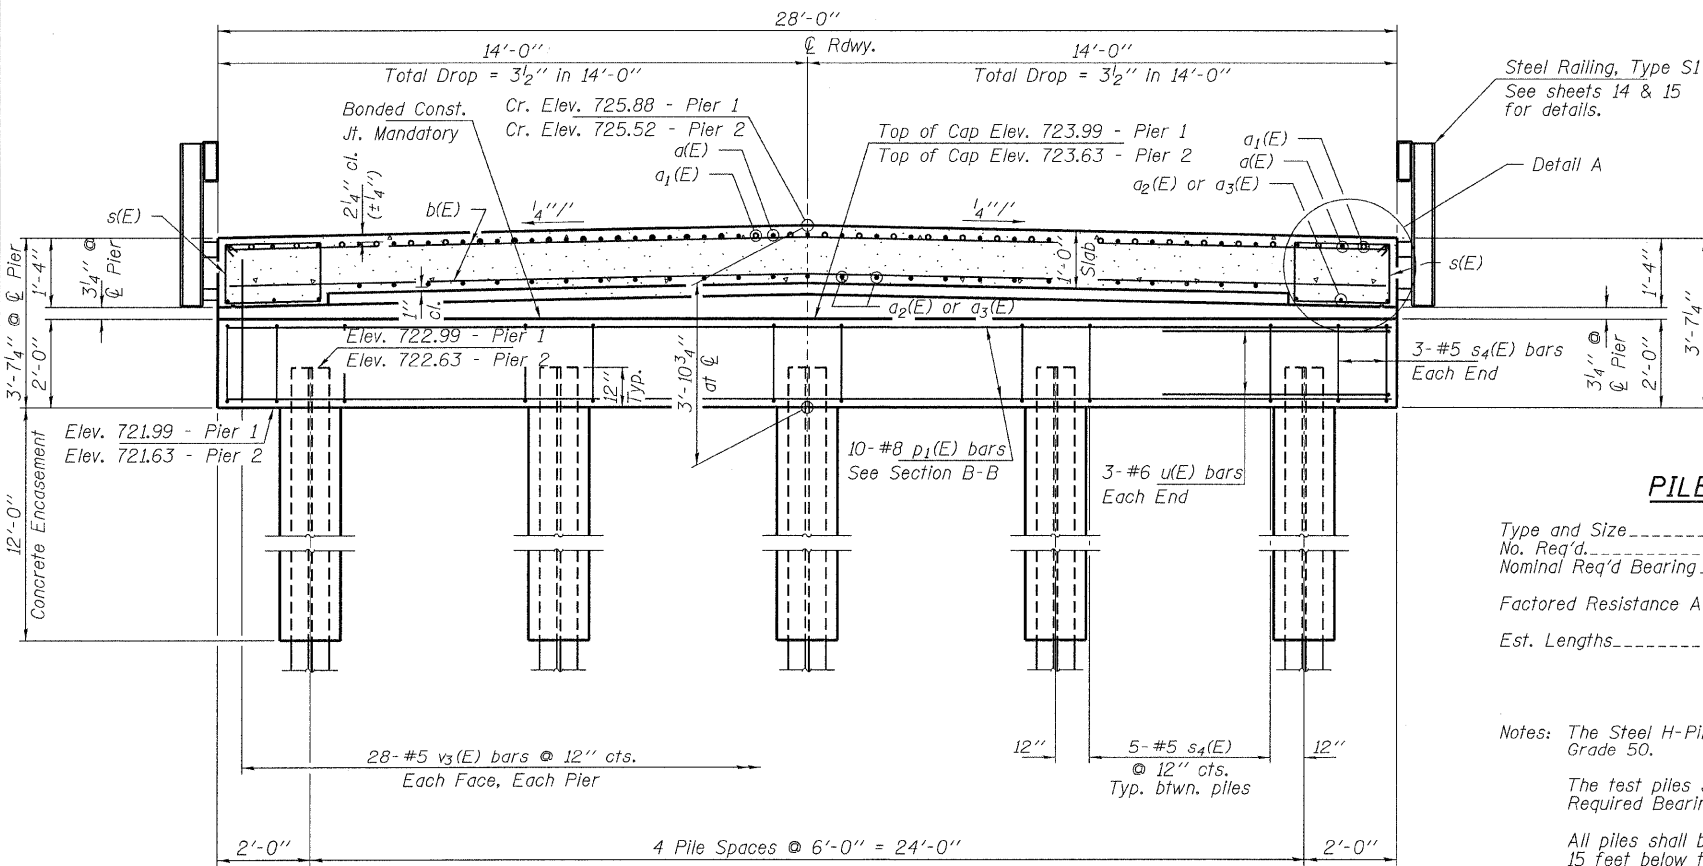 28'-0"
14'-0"
℄ Rdwy.
14'-0"
Total Drop = 3½" in 14'-0"
Total Drop = 3½" in 14'-0"
Steel Railing, Type S1
See sheets 14 & 15
for details.
Bonded Const.
Jt. Mandatory
Cr. Elev. 725.88 - Pier 1
Cr. Elev. 725.52 - Pier 2
a(E)
a₁(E)
Top of Cap Elev. 723.99 - Pier 1
Top of Cap Elev. 723.63 - Pier 2
a₁(E)
a(E)
a₂(E) or a₃(E)
Detail A
2¼" cl.
(±¼")
s(E)
b(E)
¼"/'
¼"/'
1'-0"
Slab
s(E)
3'-7¼" @ ℄ Pier
1'-4"
3¼" @
℄ Pier
2'-0"
1" cl.
a₂(E) or a₃(E)
1'-4"
3¼" @
℄ Pier
2'-0"
3'-7¼"
Elev. 722.99 - Pier 1
Elev. 722.63 - Pier 2
12"
Typ.
3'-10¾"
at ℄
3-#5 s₄(E) bars
Each End
Elev. 721.99 - Pier 1
Elev. 721.63 - Pier 2
10-#8 p₁(E) bars
See Section B-B
3-#6 u(E) bars
Each End
12'-0"
Concrete Encasement
PILE
Type and Size
No. Req'd.
Nominal Req'd Bearing
Factored Resistance A
Est. Lengths
28-#5 v₃(E) bars @ 12" cts.
Each Face, Each Pier
12"
5-#5 s₄(E)
@ 12" cts.
Typ. btwn. piles
12"
Notes: The Steel H-Pi
Grade 50.
The test piles
Required Bearin
All piles shall h
15 feet below
2'-0"
4 Pile Spaces @ 6'-0" = 24'-0"
2'-0"